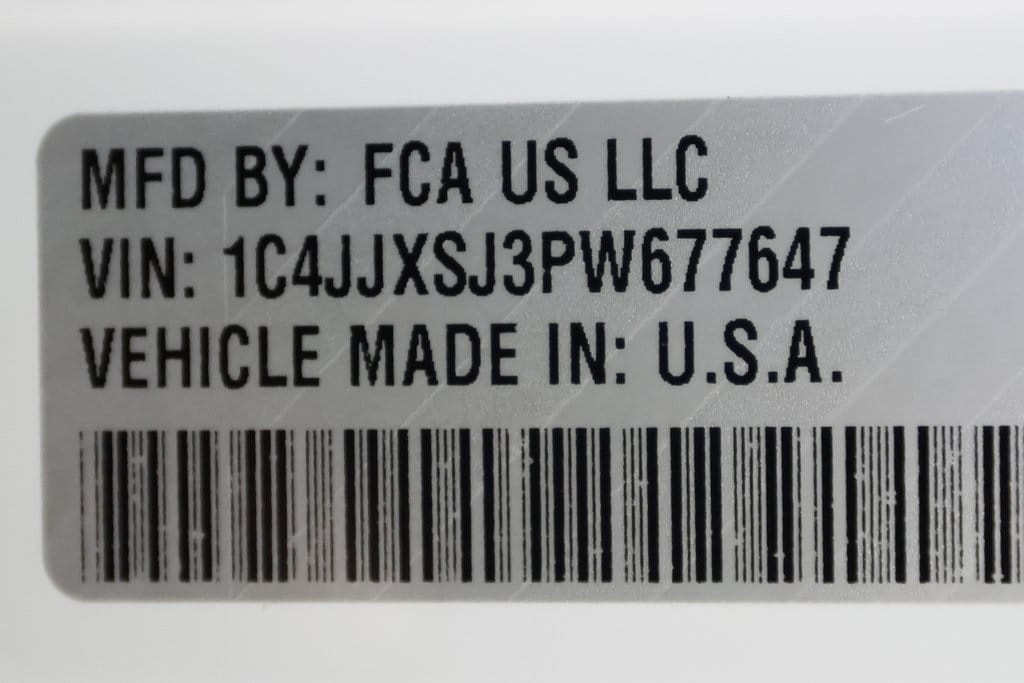 MFD BY: FCA US LLC
VIN: 1C4JJXSJ3PW677647
VEHICLE MADE IN: U.S.A.